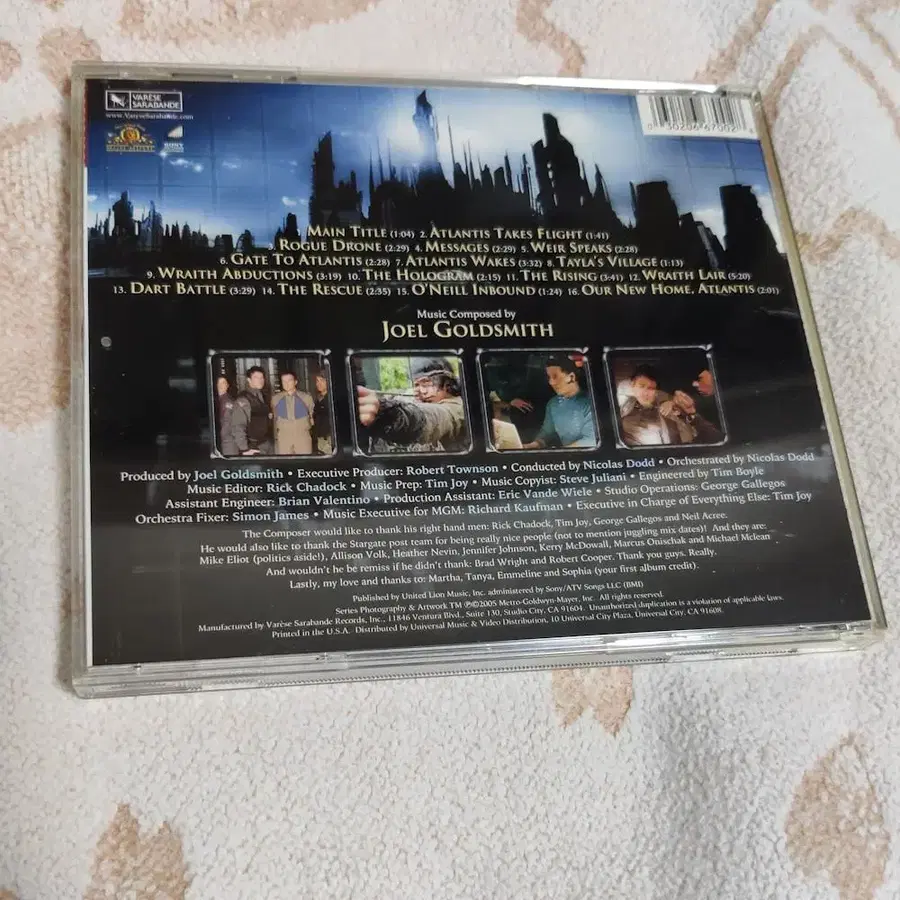 VARÈSE
SARABANDE
www.VareseSarabande.com
SONY
0 30206 67002
MAIN TITLE (1:04) 2. ATLANTIS TAKES FLIGHT (1:41)
3. ROGUE DRONE (2:29) 4. MESSAGES (2:29) 5. WEIR SPEAKS (2:28)
6. GATE TO ATLANTIS (2:28) 7. ATLANTIS WAKES (3:32) 8. TAYLA'S VILLAGE (1:13)
9. WRAITH ABDUCTIONS (3:19) 10. THE HOLOGRAM (2:15) 11. THE RISING (3:41) 12. WRAITH LAIR (5:20)
13. DART BATTLE (3:29) 14. THE RESCUE (2:35) 15. O'NEILL INBOUND (1:24) 16. OUR NEW HOME, ATLANTIS (2:01)
Music Composed by
JOEL GOLDSMITH
Produced by Joel Goldsmith • Executive Producer: Robert Townson • Conducted by Nicolas Dodd • Orchestrated by Nicolas Dodd
Music Editor: Rick Chadock • Music Prep: Tim Joy • Music Copyist: Steve Juliani • Engineered by Tim Boyle
Assistant Engineer: Brian Valentino • Production Assistant: Eric Vande Wiele • Studio Operations: George Gallegos
Orchestra Fixer: Simon James • Music Executive for MGM: Richard Kaufman • Executive in Charge of Everything Else: Tim Joy
The Composer would like to thank his right hand men: Rick Chadock, Tim Joy, George Gallegos and Neil Acree.
He would also like to thank the Stargate post team for being really nice people (not to mention juggling mix dates)! And they are:
Mike Eliot (politics aside!), Allison Volk, Heather Nevin, Jennifer Johnson, Kerry McDowall, Marcus Onischak and Michael Mclean
And wouldn't he be remiss if he didn't thank: Brad Wright and Robert Cooper. Thank you guys. Really.
Lastly, my love and thanks to: Martha, Tanya, Emmeline and Sophia (your first album credit).
Published by United Lion Music, Inc. administered by Sony/ATV Songs LLC (BMI)
Series Photography & Artwork TM ℗©2005 Metro-Goldwyn-Mayer, Inc. All rights reserved.
Manufactured by Varèse Sarabande Records, Inc., 11846 Ventura Blvd., Suite 130, Studio City, CA 91604. Unauthorized duplication is a violation of applicable laws.
Printed in the U.S.A. Distributed by Universal Music & Video Distribution, 10 Universal City Plaza, Universal City, CA 91608.